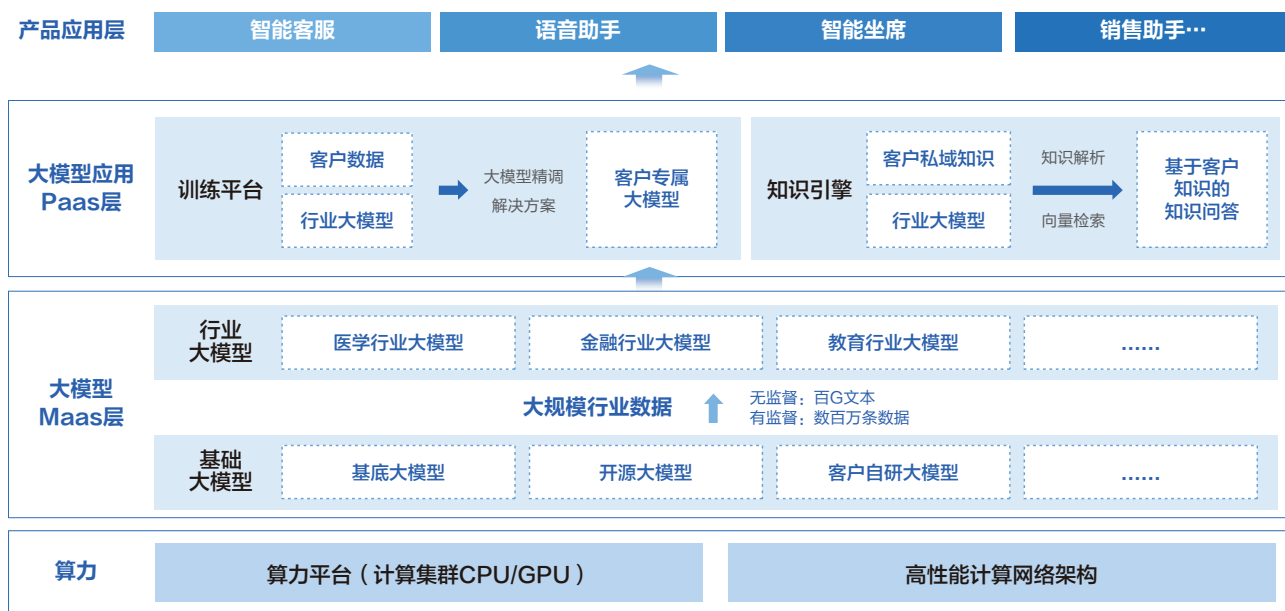 产品应用层
智能客服
语音助手
智能坐席
销售助手…
大模型应用
Paas层
训练平台
客户数据
行业大模型
大模型精调
解决方案
客户专属
大模型
知识引擎
客户私域知识
行业大模型
知识解析
向量检索
基于客户
知识的
知识问答
大模型
Maas层
行业
大模型
医学行业大模型
金融行业大模型
教育行业大模型
……
大规模行业数据
无监督：百G文本
有监督：数百万条数据
基础
大模型
基底大模型
开源大模型
客户自研大模型
……
算力
算力平台（计算集群CPU/GPU）
高性能计算网络架构